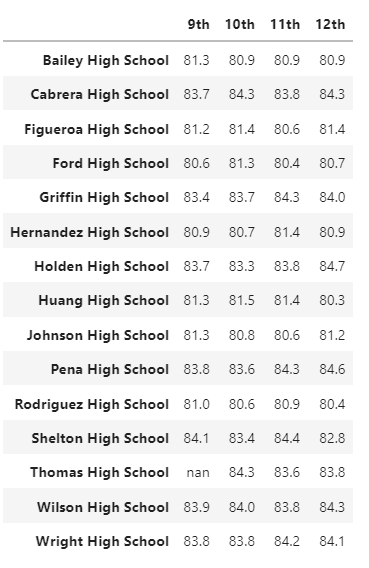 9th 10th 11th 12th
Bailey High School 81.3 80.9 80.9 80.9
Cabrera High School 83.7 84.3 83.8 84.3
Figueroa High School 81.2 81.4 80.6 81.4
Ford High School 80.6 81.3 80.4 80.7
Griffin High School 83.4 83.7 84.3 84.0
Hernandez High School 80.9 80.7 81.4 80.9
Holden High School 83.7 83.3 83.8 84.7
Huang High School 81.3 81.5 81.4 80.3
Johnson High School 81.3 80.8 80.6 81.2
Pena High School 83.8 83.6 84.3 84.6
Rodriguez High School 81.0 80.6 80.9 80.4
Shelton High School 84.1 83.4 84.4 82.8
Thomas High School nan 84.3 83.6 83.8
Wilson High School 83.9 84.0 83.8 84.3
Wright High School 83.8 83.8 84.2 84.1